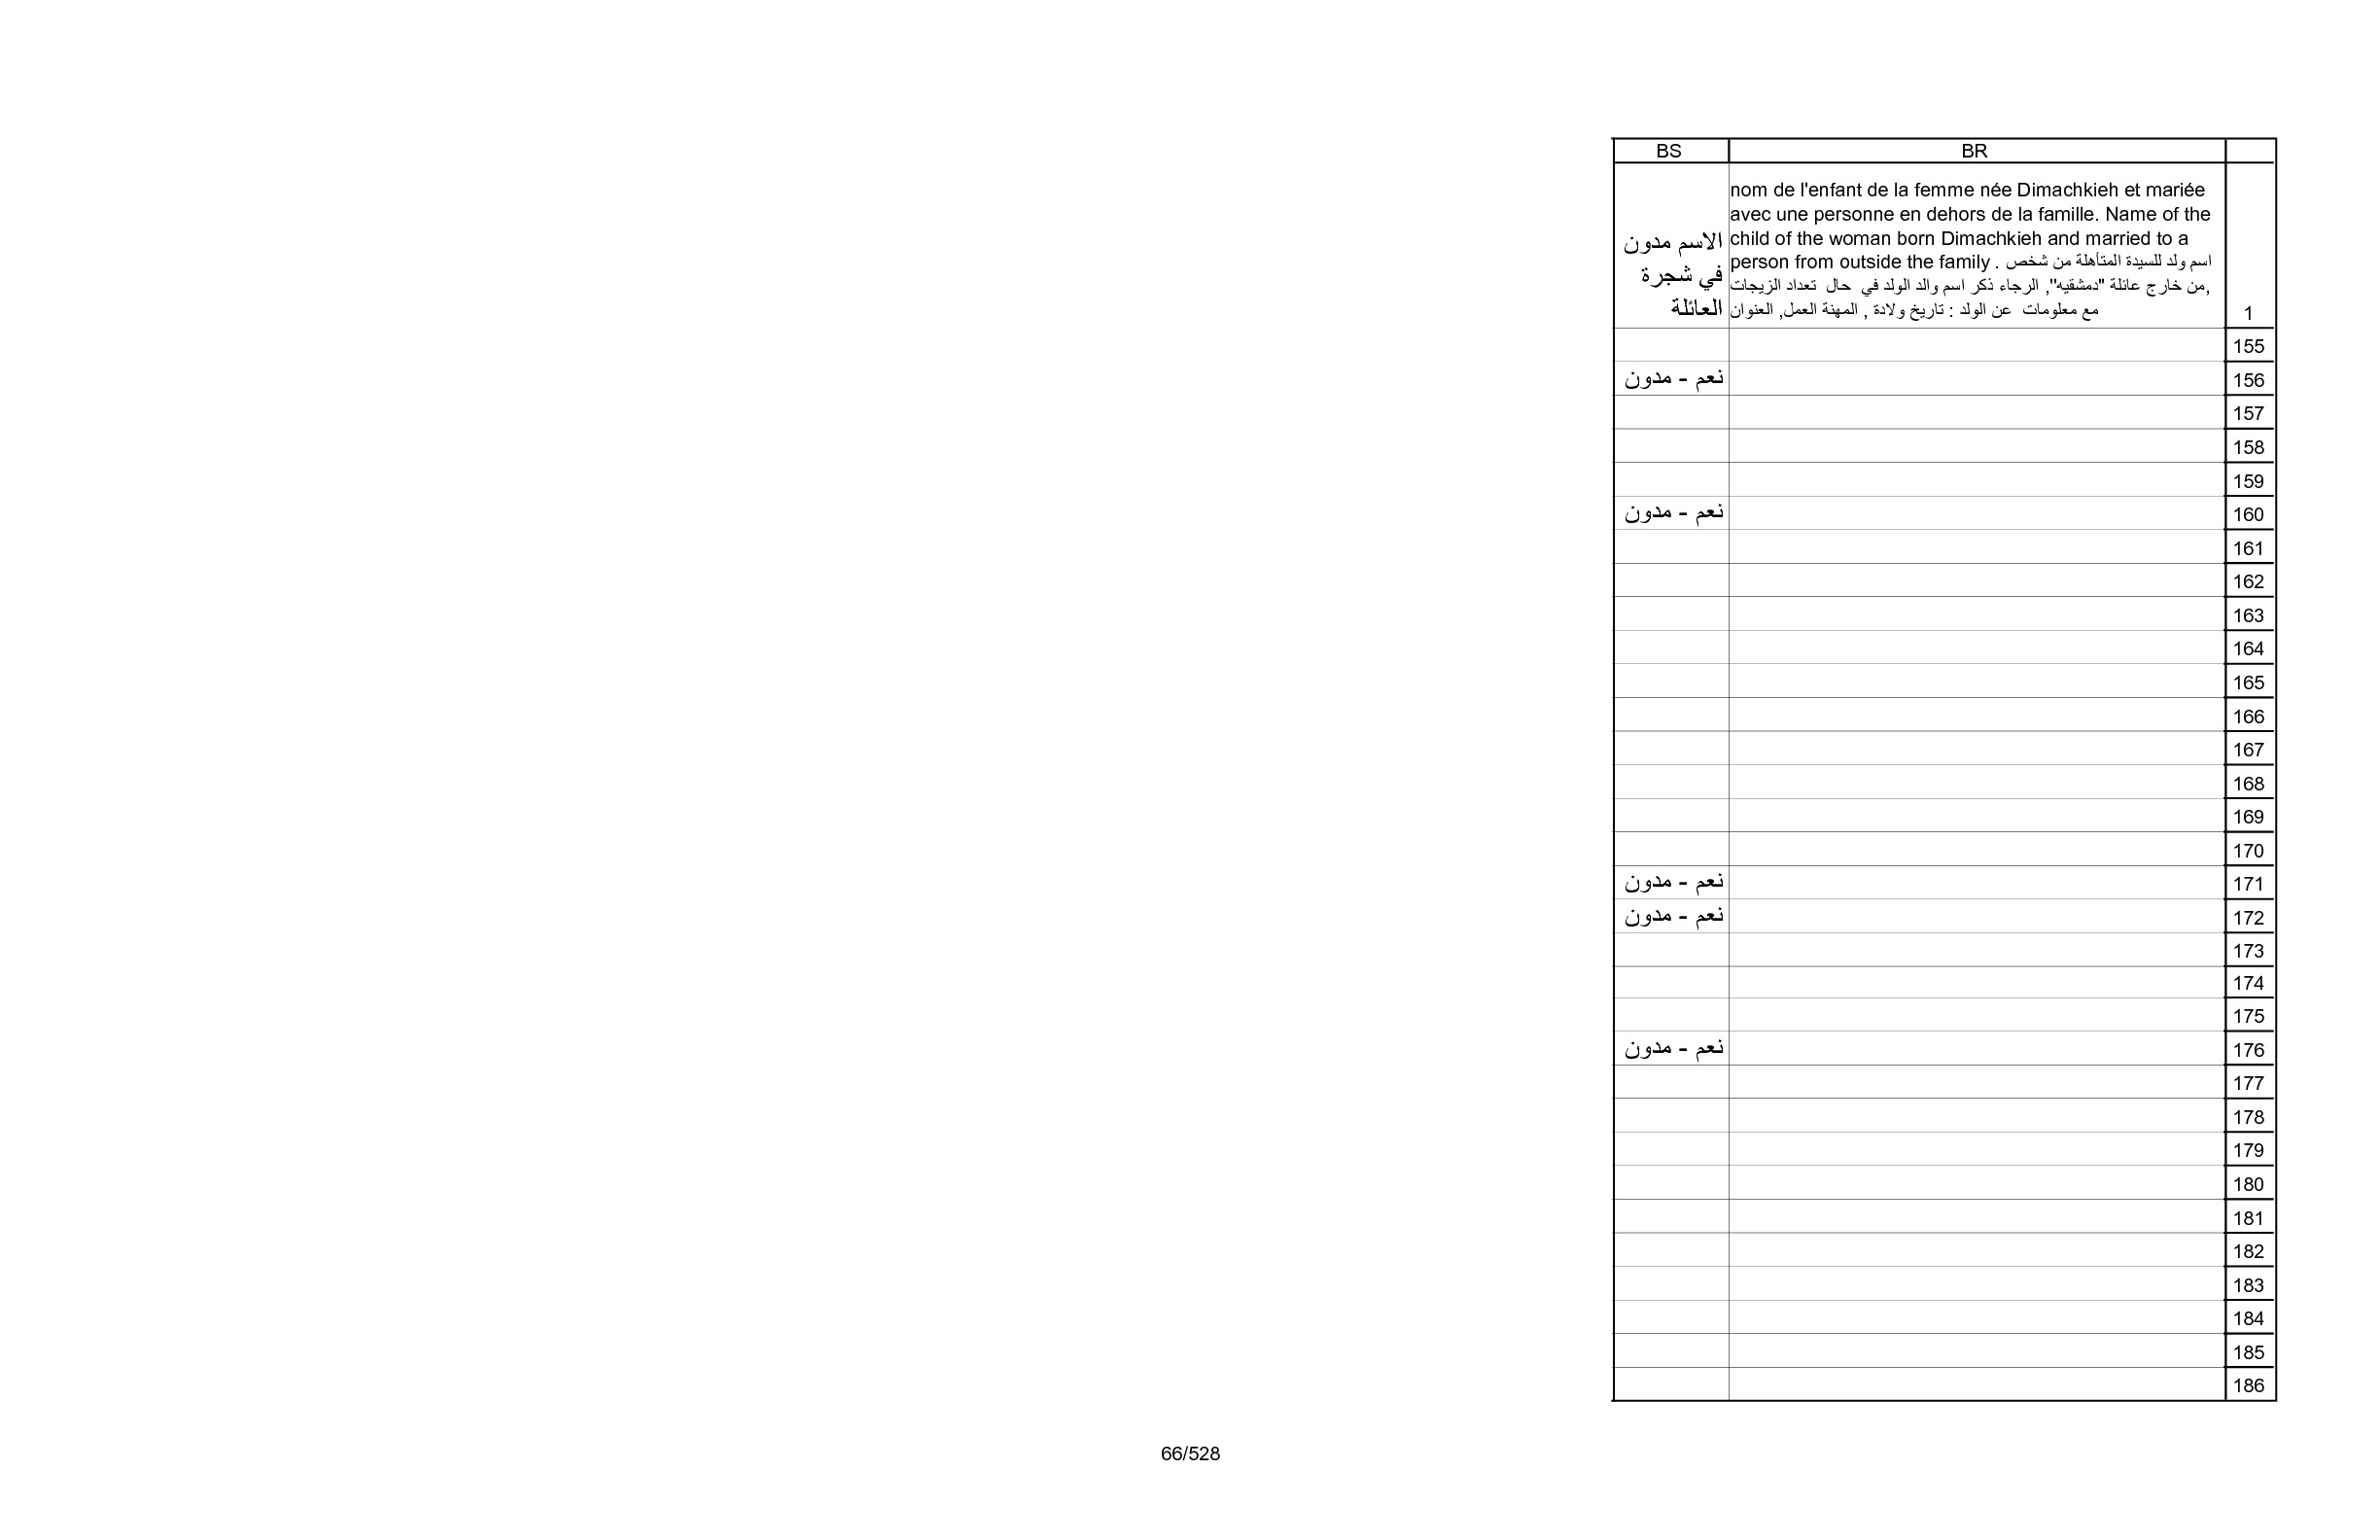 BS BR
nom de l'enfant de la femme née Dimachkieh et mariée
avec une personne en dehors de la famille. Name of the
child of the woman born Dimachkieh and married to a
person from outside the family . اسم ولد للسيدة المتأهلة من شخص
من خارج عائلة "دمشقيه", الرجاء ذكر اسم والد الولد في حال تعداد الزيجات,
مع معلومات عن الولد : تاريخ ولادة , المهنة العمل, العنوان
الاسم مدون
في شجرة
العائلة
1
155
نعم - مدون 156
157
158
159
نعم - مدون 160
161
162
163
164
165
166
167
168
169
170
نعم - مدون 171
نعم - مدون 172
173
174
175
نعم - مدون 176
177
178
179
180
181
182
183
184
185
186
66/528